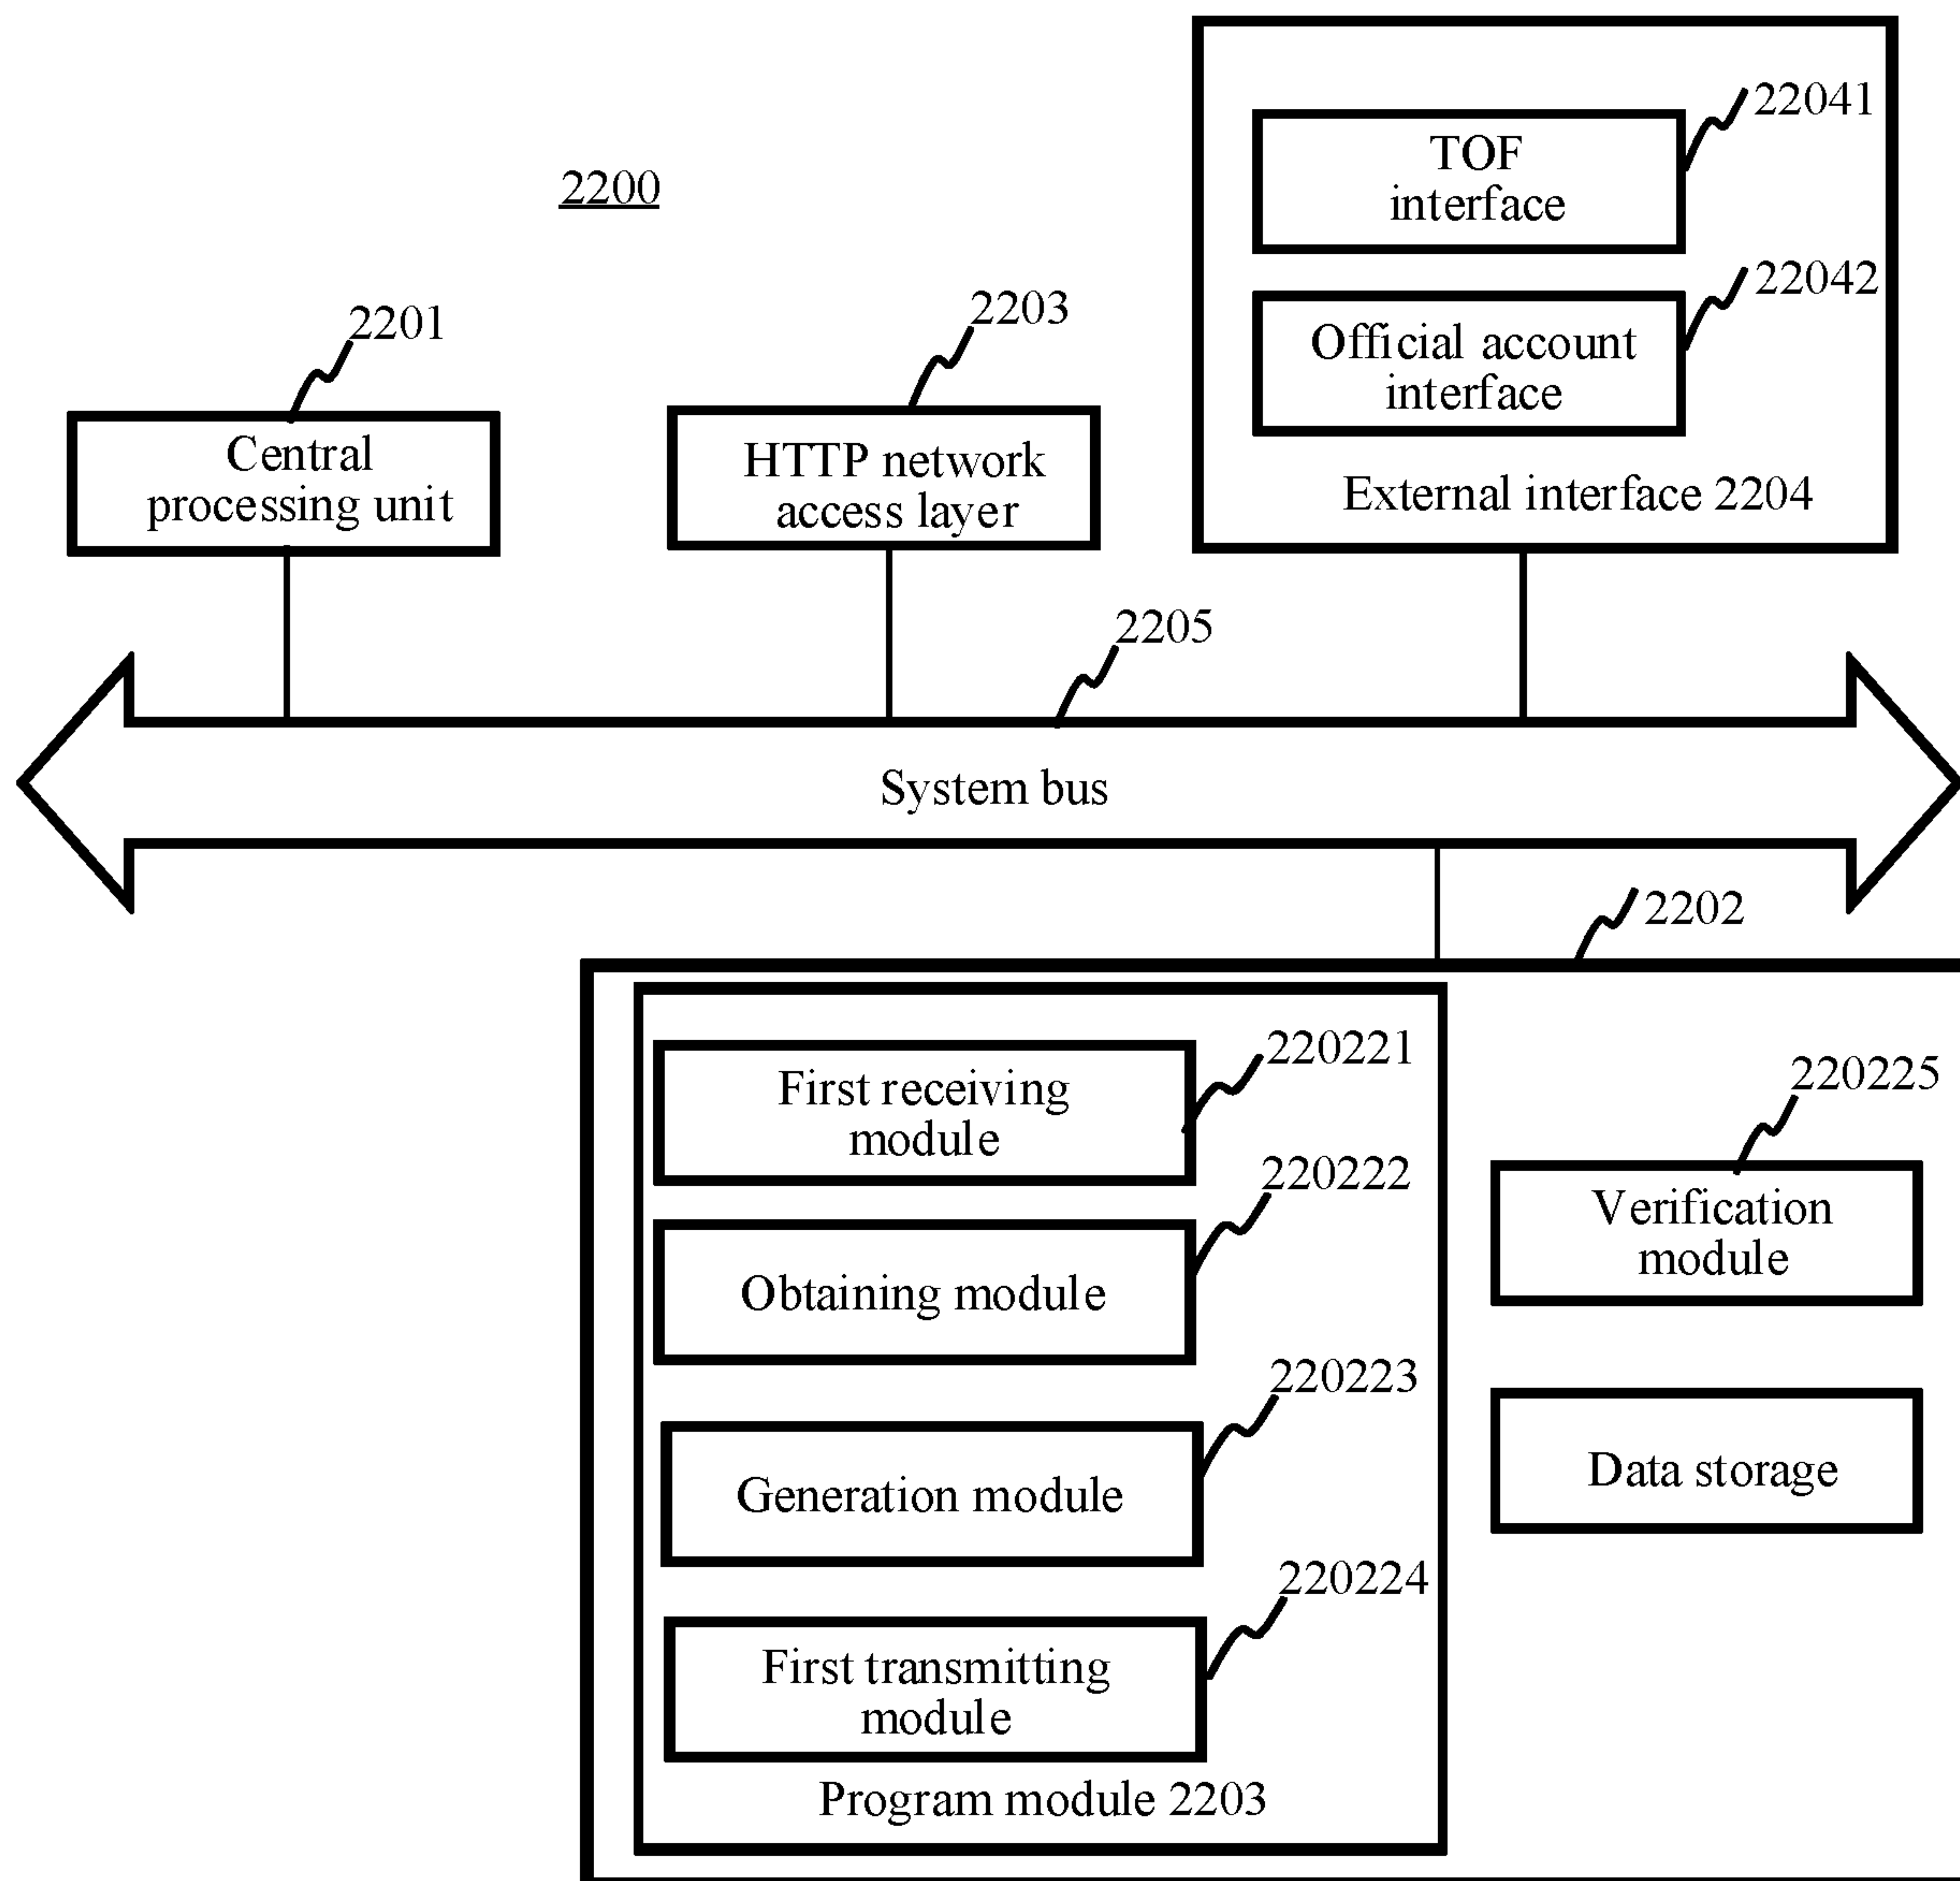 2200
22041
TOF
interface
22042
Official account
interface
External interface 2204
2201
Central
processing unit
2203
HTTP network
access layer
2205
System bus
2202
220221
First receiving
module
220222
Obtaining module
220223
Generation module
220224
First transmitting
module
Program module 2203
220225
Verification
module
Data storage